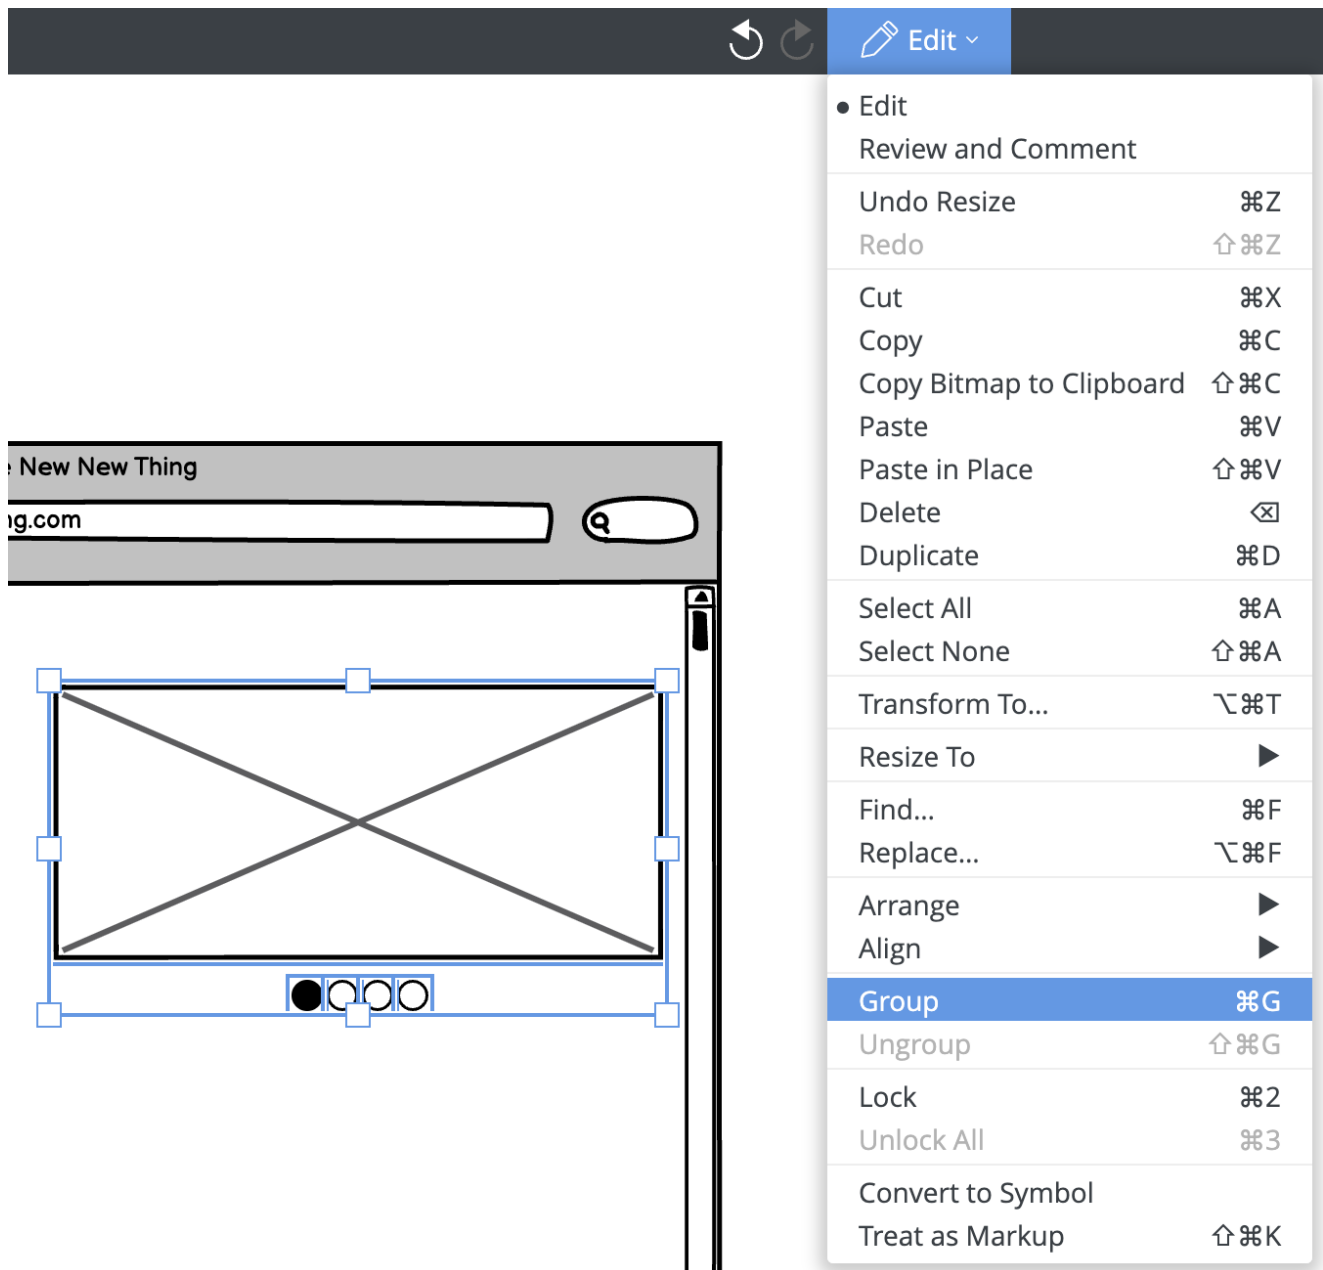 Edit
Edit
Review and Comment
Undo Resize ⌘Z
Redo ⇧⌘Z
Cut ⌘X
Copy ⌘C
Copy Bitmap to Clipboard ⇧⌘C
Paste ⌘V
Paste in Place ⇧⌘V
Delete ⌫
Duplicate ⌘D
Select All ⌘A
Select None ⇧⌘A
Transform To... ⌥⌘T
Resize To ▶
Find... ⌘F
Replace... ⌥⌘F
Arrange ▶
Align ▶
Group ⌘G
Ungroup ⇧⌘G
Lock ⌘2
Unlock All ⌘3
Convert to Symbol
Treat as Markup ⇧⌘K
New New Thing
ng.com